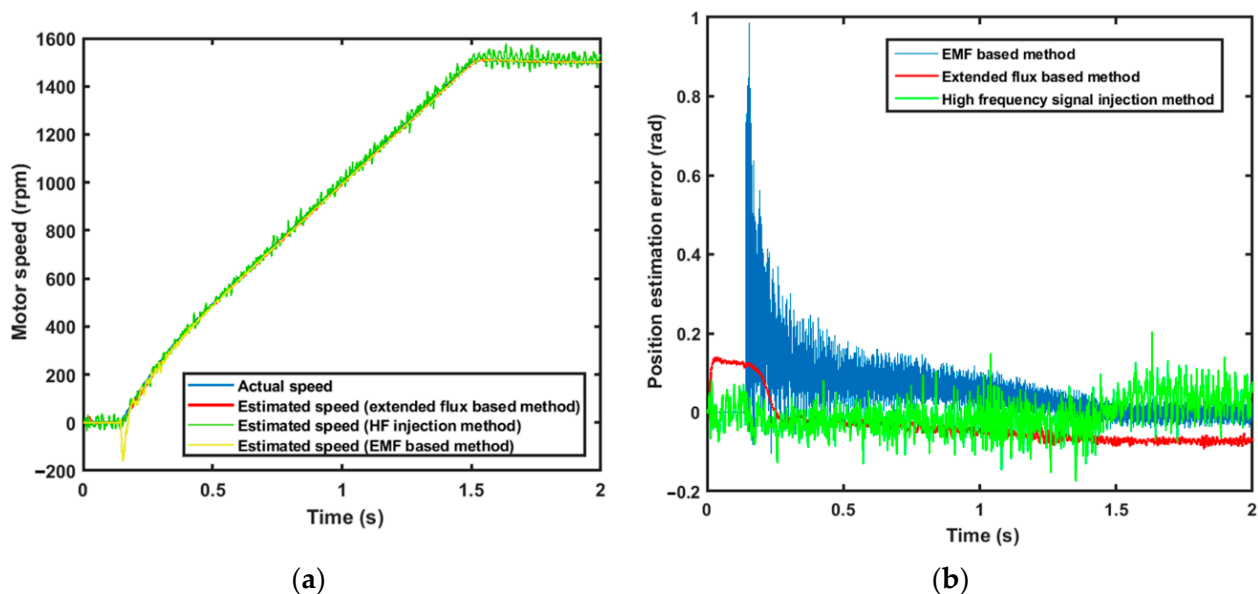 1600
1400
1200
1000
800
600
400
200
0
−200
Motor speed (rpm)
0
0.5
1
1.5
2
Time (s)
Actual speed
Estimated speed (extended flux based method)
Estimated speed (HF injection method)
Estimated speed (EMF based method)
(a)
1
0.8
0.6
0.4
0.2
0
−0.2
Position estimation error (rad)
0
0.5
1
1.5
2
Time (s)
EMF based method
Extended flux based method
High frequency signal injection method
(b)